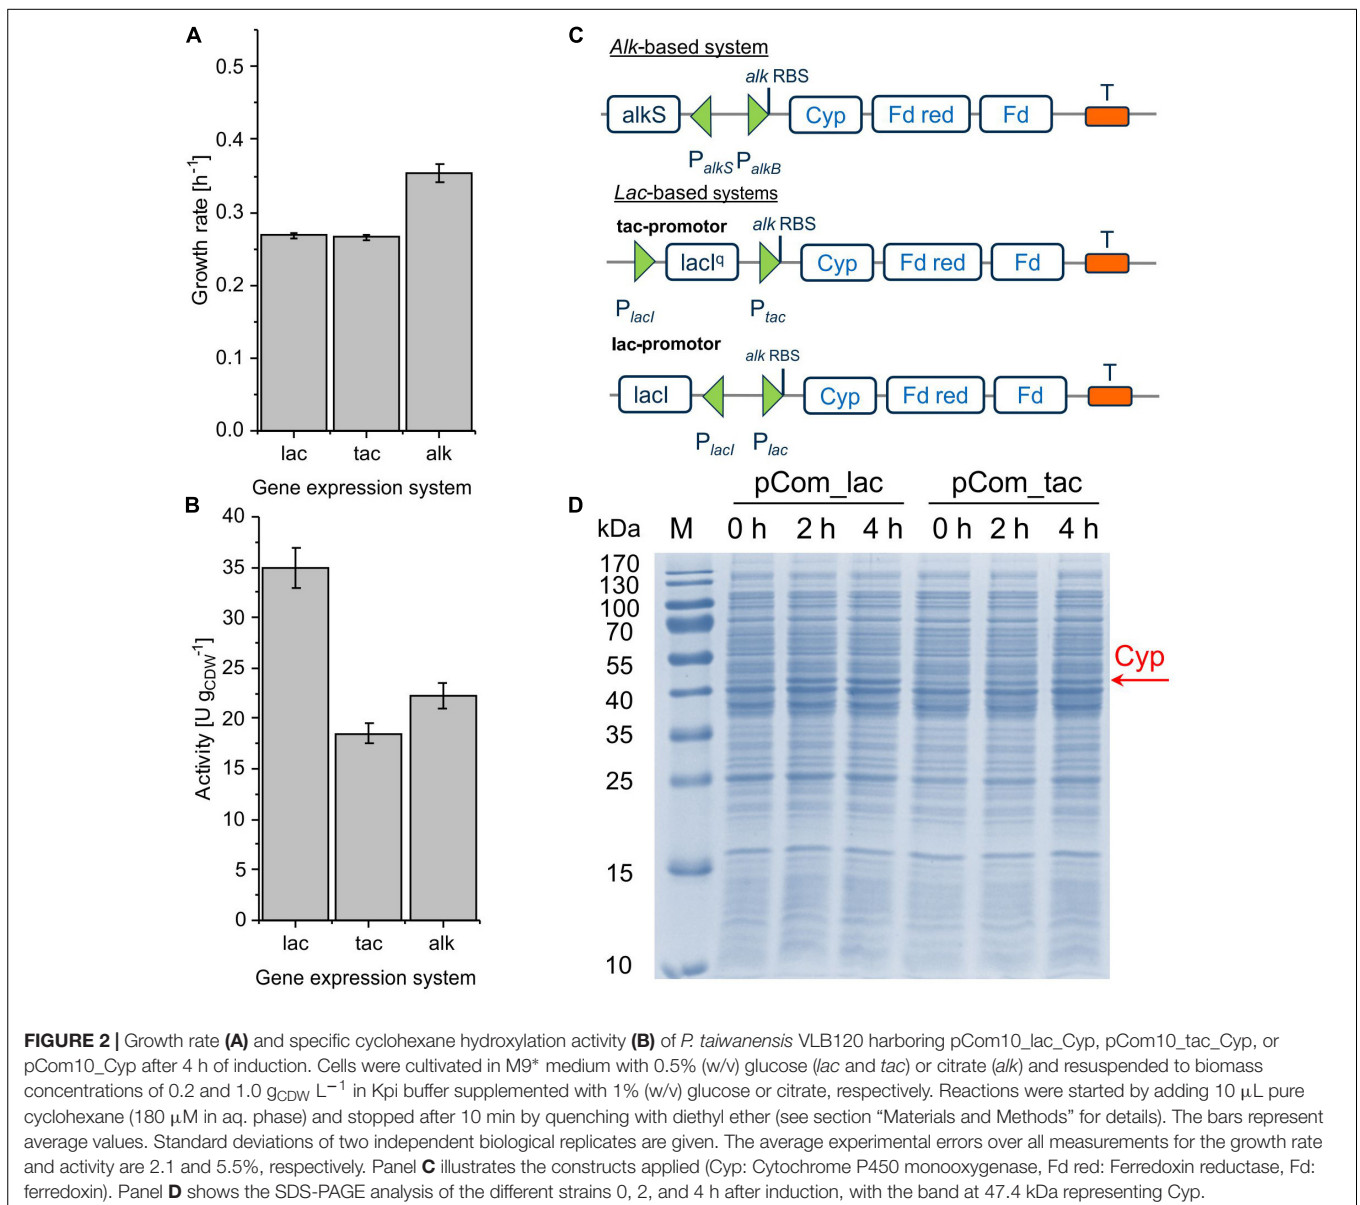 A
0.5
0.4
0.3
0.2
0.1
0.0
Growth rate [h-1]
lac tac alk
Gene expression system
B
40
35
30
25
20
15
10
5
0
Activity [U gCDW-1]
lac tac alk
Gene expression system
C
Alk-based system
alk RBS
T
alkS Cyp Fd red Fd
PalkS PalkB
Lac-based systems
tac-promotor
alk RBS
T
lacIq Cyp Fd red Fd
PlacI Ptac
lac-promotor
alk RBS
T
lacI Cyp Fd red Fd
PlacI Plac
D
pCom_lac pCom_tac
kDa M 0 h 2 h 4 h 0 h 2 h 4 h
170
130
100
70
55
40
35
25
15
10
Cyp
FIGURE 2 | Growth rate (A) and specific cyclohexane hydroxylation activity (B) of P. taiwanensis VLB120 harboring pCom10_lac_Cyp, pCom10_tac_Cyp, or
pCom10_Cyp after 4 h of induction. Cells were cultivated in M9* medium with 0.5% (w/v) glucose (lac and tac) or citrate (alk) and resuspended to biomass
concentrations of 0.2 and 1.0 gCDW L−1 in Kpi buffer supplemented with 1% (w/v) glucose or citrate, respectively. Reactions were started by adding 10 μL pure
cyclohexane (180 μM in aq. phase) and stopped after 10 min by quenching with diethyl ether (see section “Materials and Methods” for details). The bars represent
average values. Standard deviations of two independent biological replicates are given. The average experimental errors over all measurements for the growth rate
and activity are 2.1 and 5.5%, respectively. Panel C illustrates the constructs applied (Cyp: Cytochrome P450 monooxygenase, Fd red: Ferredoxin reductase, Fd:
ferredoxin). Panel D shows the SDS-PAGE analysis of the different strains 0, 2, and 4 h after induction, with the band at 47.4 kDa representing Cyp.